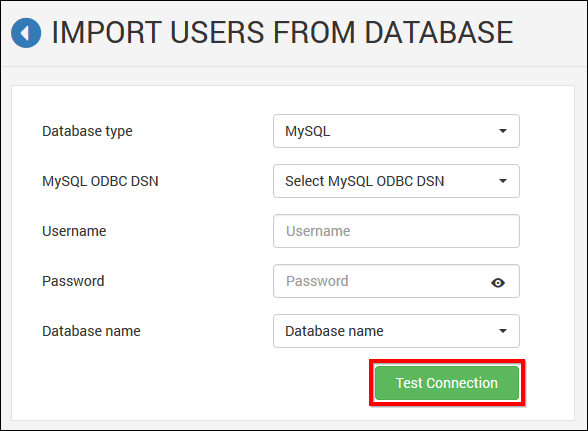 IMPORT USERS FROM DATABASE
Database type MySQL
MySQL ODBC DSN Select MySQL ODBC DSN
Username Username
Password Password
Database name Database name
Test Connection